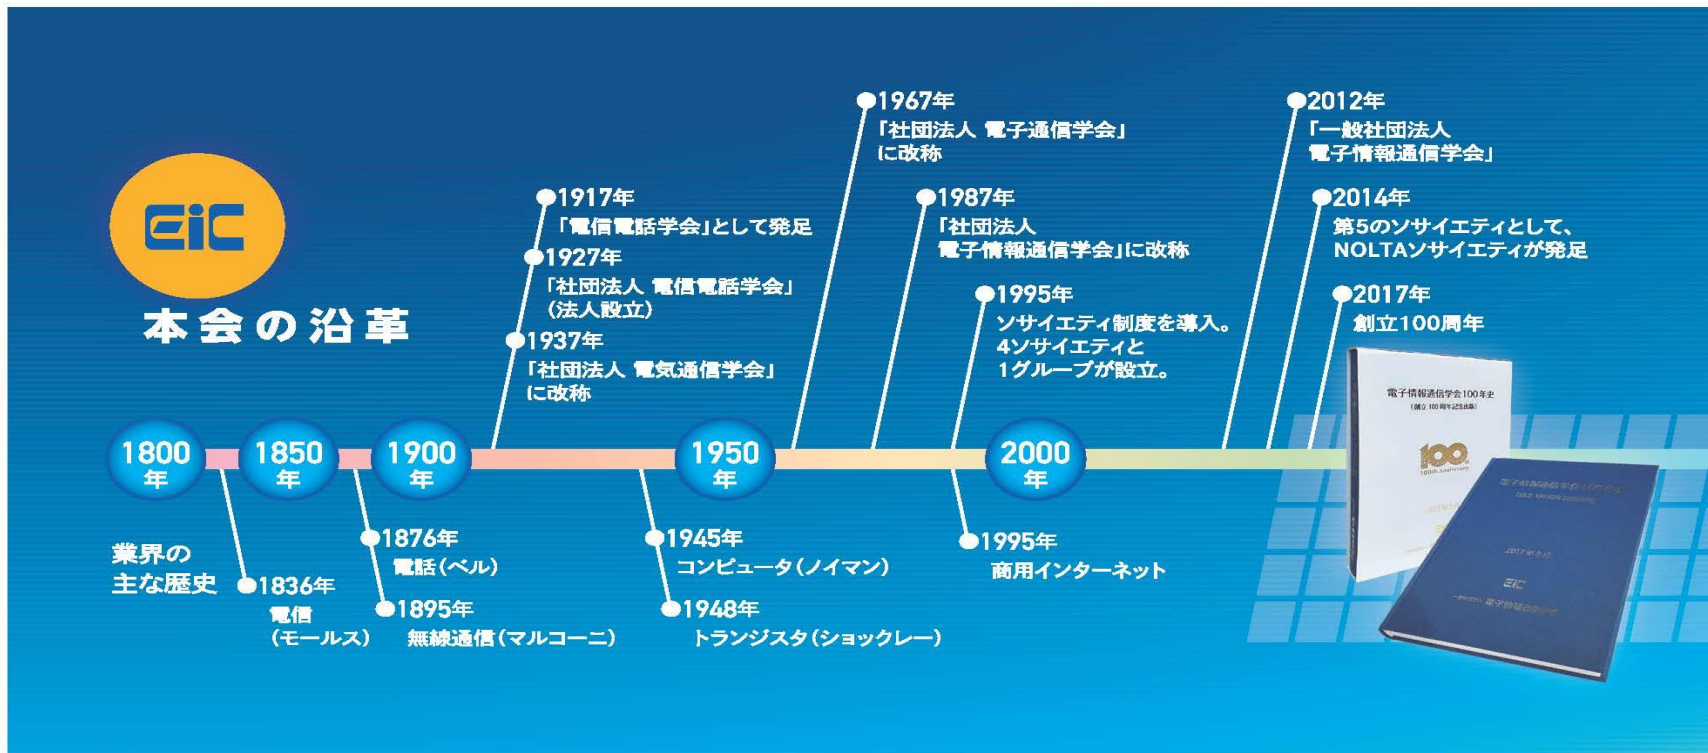 EiC
本会の沿革
1917年
「電信電話学会」として発足
1927年
「社団法人 電信電話学会」
(法人設立)
1937年
「社団法人 電気通信学会」
に改称
1967年
「社団法人 電子通信学会」
に改称
1987年
「社団法人
電子情報通信学会」に改称
1995年
ソサイエティ制度を導入。
4ソサイエティと
1グループが設立。
2012年
「一般社団法人
電子情報通信学会」
2014年
第5のソサイエティとして、
NOLTAソサイエティが発足
2017年
創立100周年
1800
年
1850
年
1900
年
1950
年
2000
年
業界の
主な歴史
1836年
電信
(モールス)
1876年
電話(ベル)
1895年
無線通信(マルコーニ)
1945年
コンピュータ(ノイマン)
1948年
トランジスタ(ショックレー)
1995年
商用インターネット
電子情報通信学会100年史
(創立100周年記念出版)
100
100th Anniversary
EiC